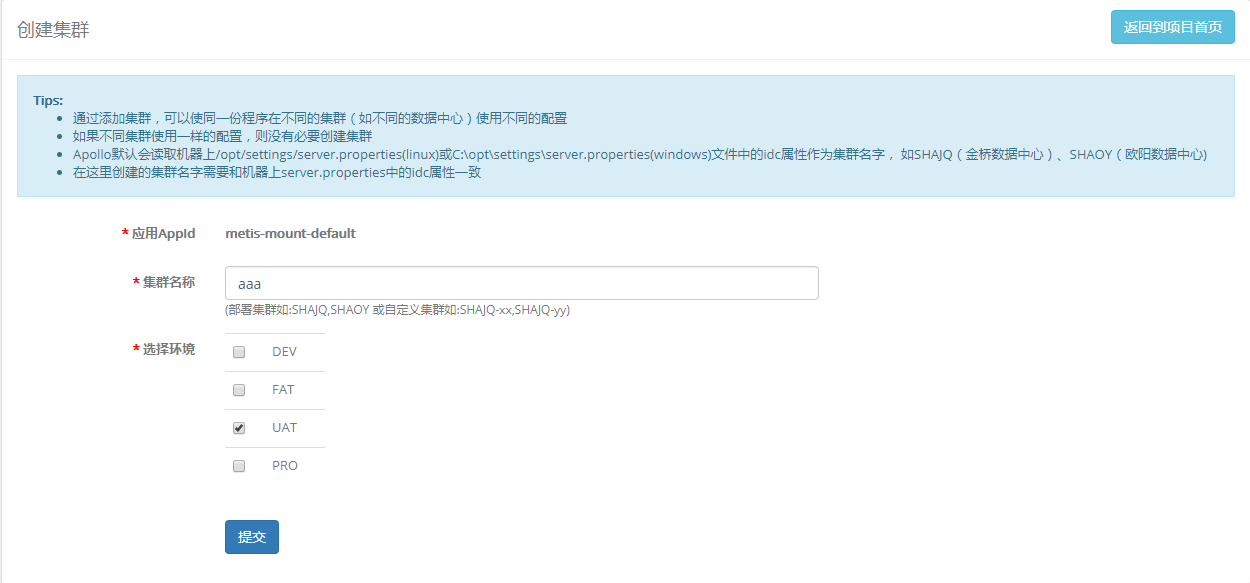 创建集群
返回到项目首页
Tips:
通过添加集群，可以使同一份程序在不同的集群（如不同的数据中心）使用不同的配置
如果不同集群使用一样的配置，则没有必要创建集群
Apollo默认会读取机器上/opt/settings/server.properties(linux)或C:\opt\settings\server.properties(windows)文件中的idc属性作为集群名字， 如SHAJQ（金桥数据中心）、SHAOY（欧阳数据中心)
在这里创建的集群名字需要和机器上server.properties中的idc属性一致
* 应用AppId metis-mount-default
* 集群名称 aaa
(部署集群如:SHAJQ,SHAOY 或自定义集群如:SHAJQ-xx,SHAJQ-yy)
* 选择环境 DEV
FAT
UAT
PRO
提交